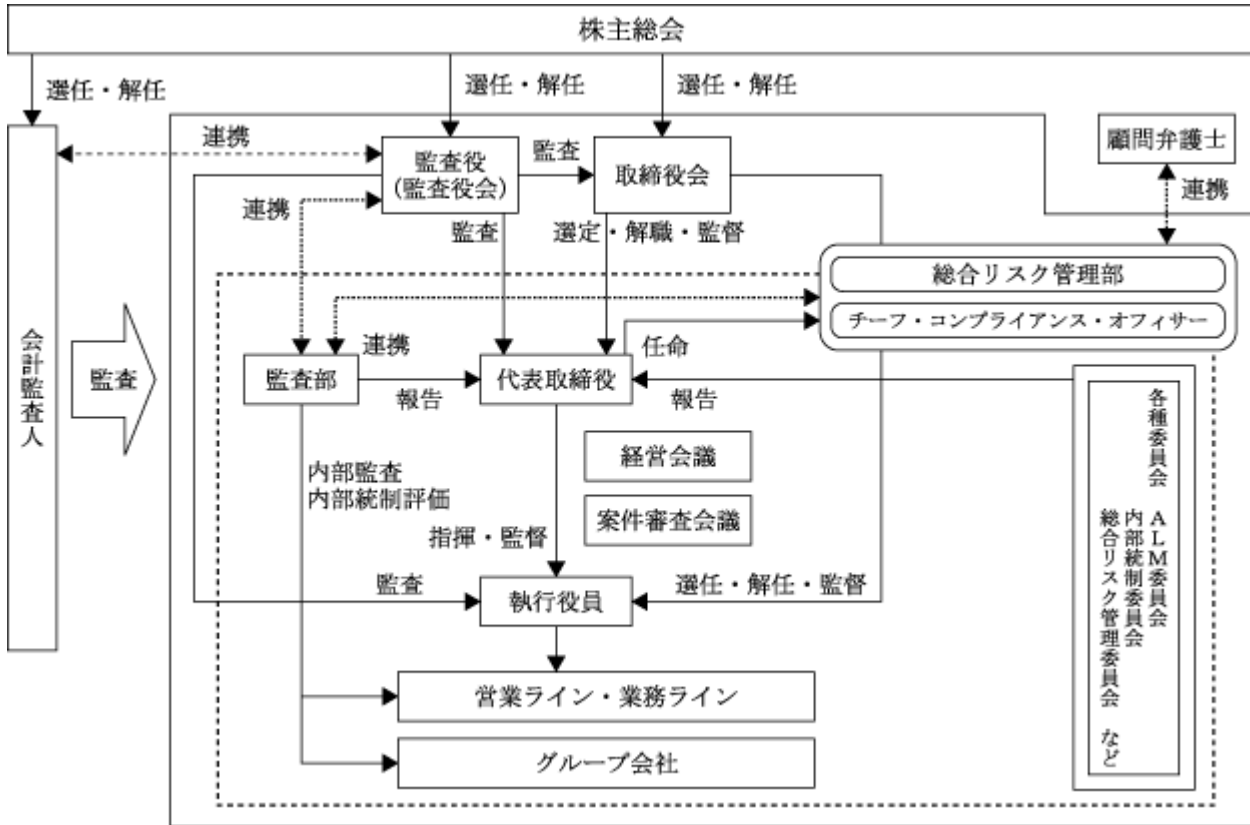 株主総会
選任・解任
選任・解任
選任・解任
連携
監査役
(監査役会)
監査
取締役会
顧問弁護士
連携
連携
監査
選定・解職・監督
総合リスク管理部
チーフ・コンプライアンス・オフィサー
会計監査人
監査
連携
任命
監査部
報告
代表取締役
報告
経営会議
内部監査
内部統制評価
案件審査会議
指揮・監督
監査
執行役員
選任・解任・監督
営業ライン・業務ライン
グループ会社
各種委員会 ALM委員会
内部統制委員会
総合リスク管理委員会 など